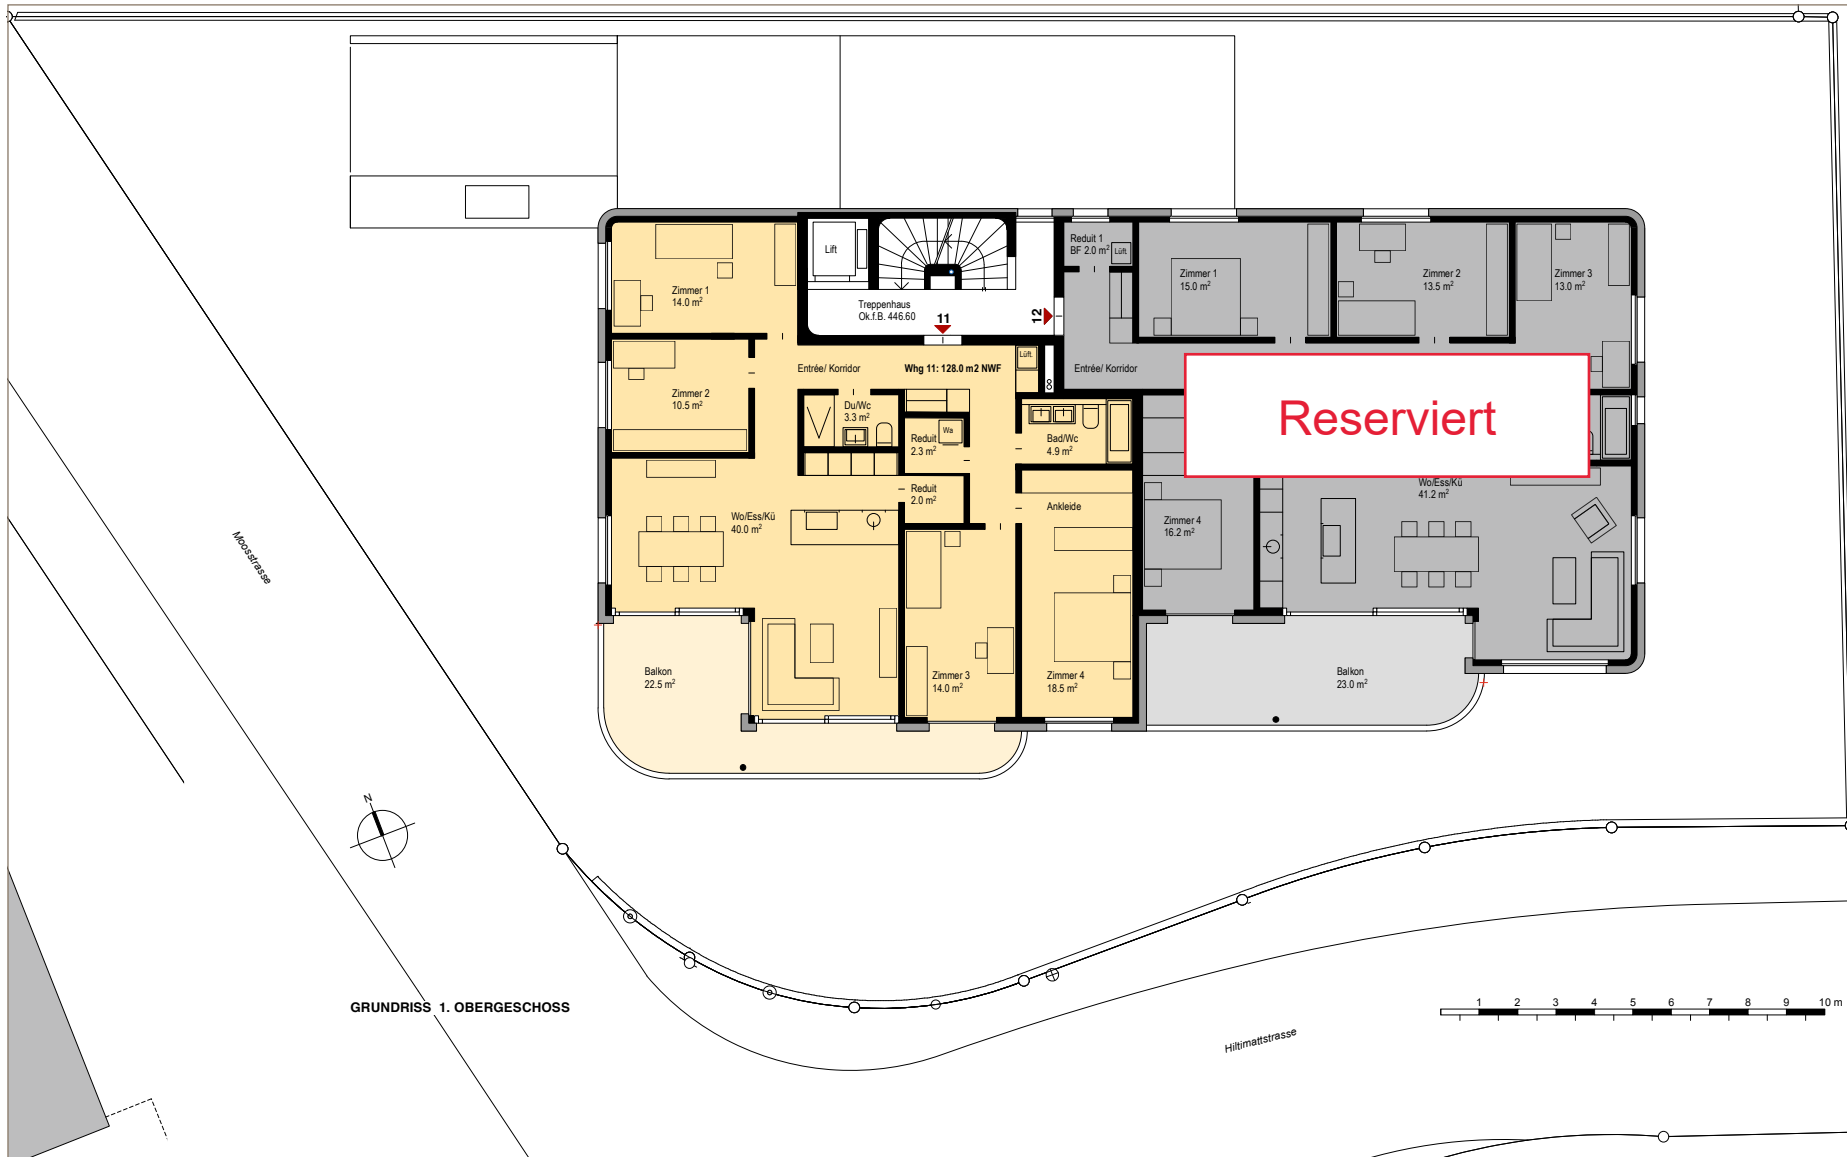 Lift
Treppenhaus
Ok.f.B. 446.60
11
12
Reduit 1
BF 2.0 m²
Lüft.
Zimmer 1
15.0 m²
Zimmer 2
13.5 m²
Zimmer 3
13.0 m²
Zimmer 1
14.0 m²
Zimmer 2
10.5 m²
Entrée/ Korridor
Whg 11: 128.0 m2 NWF
Lüft.
Entrée/ Korridor
Reserviert
Du/Wc
3.3 m²
Reduit
2.3 m²
Wa
Bad/Wc
4.9 m²
Reduit
2.0 m²
Ankleide
Wo/Ess/Kü
40.0 m²
Zimmer 4
16.2 m²
Wo/Ess/Kü
41.2 m²
Balkon
22.5 m²
Zimmer 3
14.0 m²
Zimmer 4
18.5 m²
Balkon
23.0 m²
Moosstrasse
N
GRUNDRISS 1. OBERGESCHOSS
Hiltimattstrasse
1 2 3 4 5 6 7 8 9 10 m